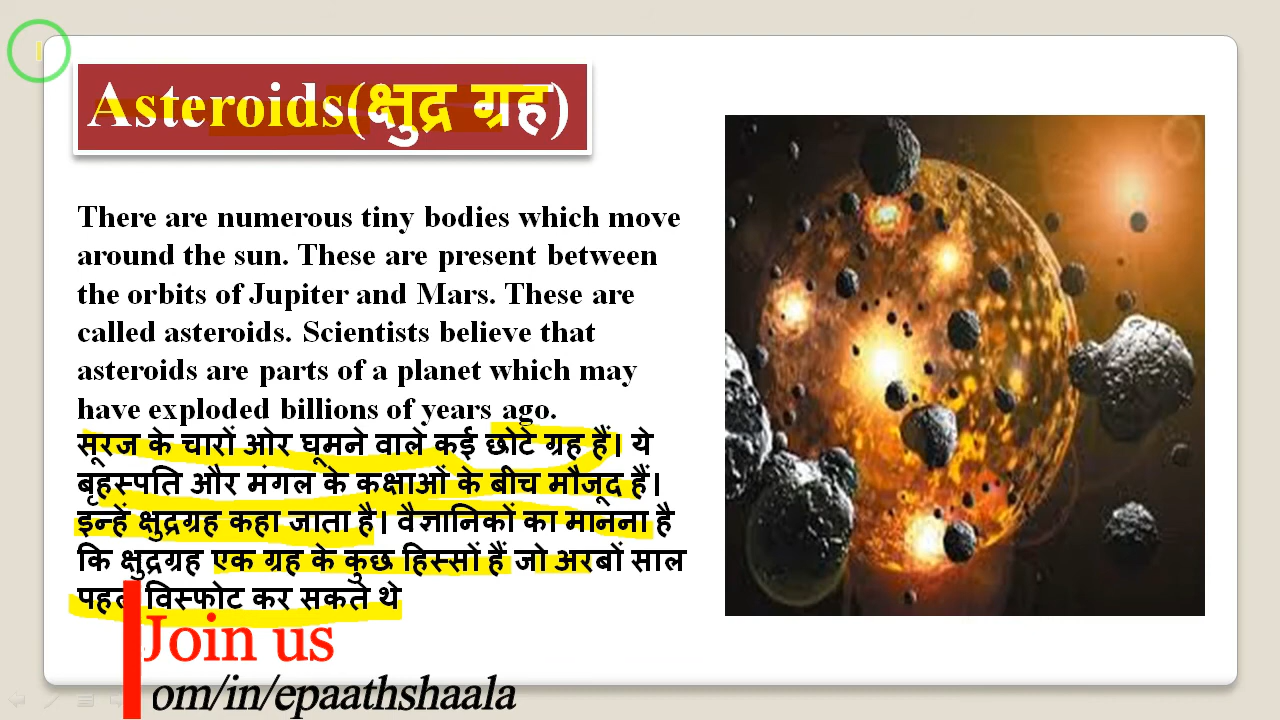 Asteroids(क्षुद्र ग्रह)
There are numerous tiny bodies which move
around the sun. These are present between
the orbits of Jupiter and Mars. These are
called asteroids. Scientists believe that
asteroids are parts of a planet which may
have exploded billions of years ago.
सूरज के चारों ओर घूमने वाले कई छोटे ग्रह हैं। ये
बृहस्पति और मंगल के कक्षाओं के बीच मौजूद हैं।
इन्हें क्षुद्रग्रह कहा जाता है। वैज्ञानिकों का मानना है
कि क्षुद्रग्रह एक ग्रह के कुछ हिस्सों हैं जो अरबों साल
विस्फोट कर सकते थे
Join us
om/in/epaathshaala